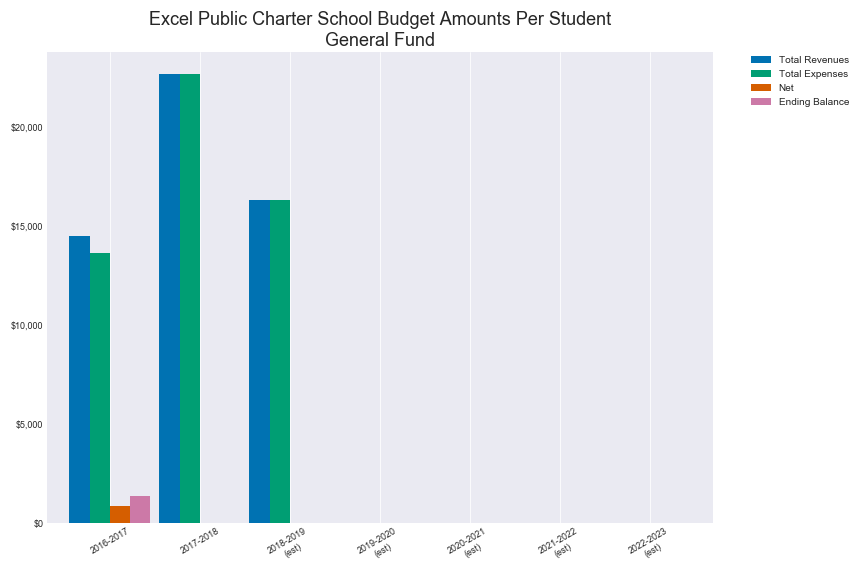 Excel Public Charter School Budget Amounts Per Student
General Fund
Total Revenues
Total Expenses
Net
Ending Balance
$20,000
$15,000
$10,000
$5,000
$0
2016-2017
2017-2018
2018-2019
(est)
2019-2020
(est)
2020-2021
(est)
2021-2022
(est)
2022-2023
(est)